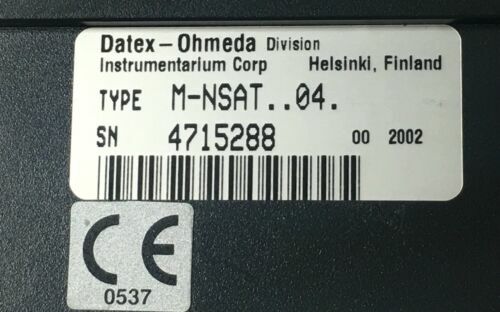 Datex-Ohmeda Division
Instrumentarium Corp Helsinki, Finland
TYPE M-NSAT..04.
SN 4715288 00 2002
CE
0537